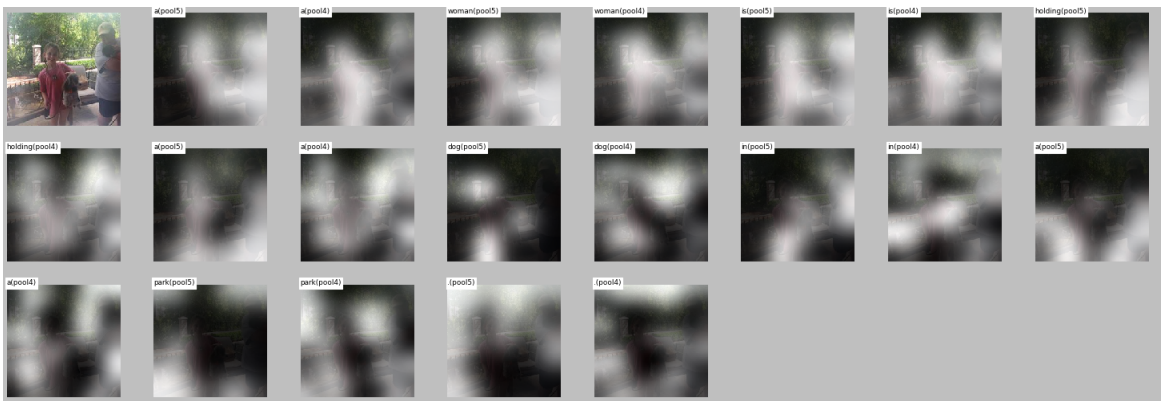 a(pool5) a(pool4) woman(pool5) woman(pool4) is(pool5) is(pool4) holding(pool5)
holding(pool4) a(pool5) a(pool4) dog(pool5) dog(pool4) in(pool5) in(pool4) a(pool5)
a(pool4) park(pool5) park(pool4) .(pool5) .(pool4)